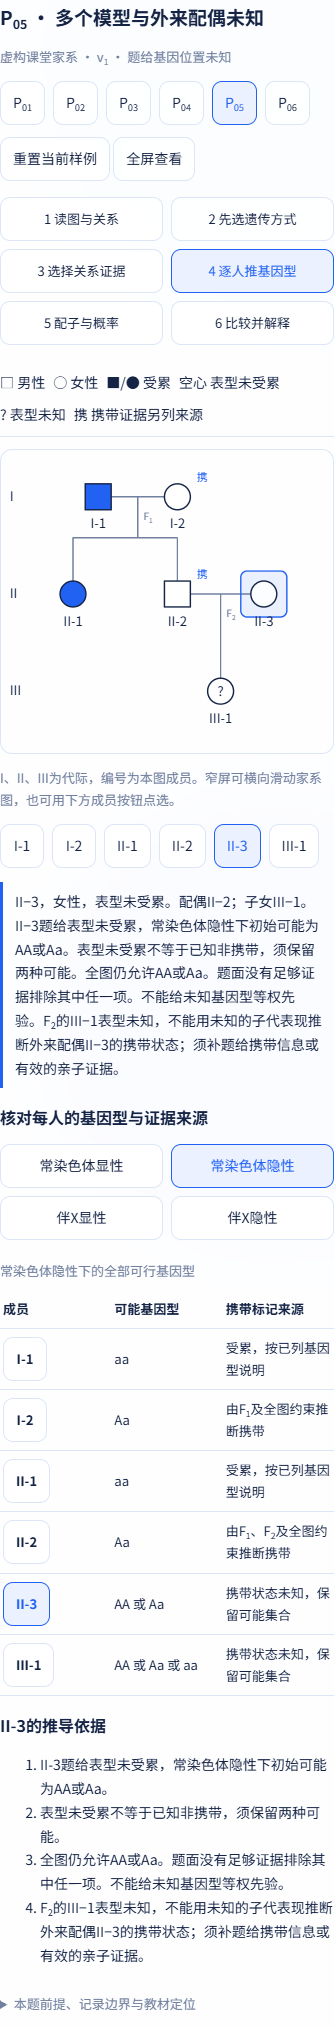 P₀₅ · 多个模型与外来配偶未知
虚构课堂家系 · v₁ · 题给基因位置未知
P₀₁ P₀₂ P₀₃ P₀₄ P₀₅ P₀₆
重置当前样例 全屏查看
1 读图与关系 2 先选遗传方式
3 选择关系证据 4 逐人推基因型
5 配子与概率 6 比较并解释
□ 男性 ○ 女性 ■/● 受累 空心 表型未受累
? 表型未知 携 携带证据另列来源
携
I
F₁
I-1 I-2
携
II
F₂
II-1 II-2 II-3
III
?
III-1
I、II、III为代际，编号为本图成员。窄屏可横向滑动家系
图，也可用下方成员按钮点选。
I-1 I-2 II-1 II-2 II-3 III-1
II−3，女性，表型未受累。配偶II−2；子女III−1。
II−3题给表型未受累，常染色体隐性下初始可能为
AA或Aa。表型未受累不等于已知非携带，须保留
两种可能。全图仍允许AA或Aa。题面没有足够证
据排除其中任一项。不能给未知基因型等权先
验。F₂的III−1表型未知，不能用未知的子代表现推
断外来配偶II−3的携带状态；须补题给携带信息或
有效的亲子证据。
核对每人的基因型与证据来源
常染色体显性 常染色体隐性
伴X显性 伴X隐性
常染色体隐性下的全部可行基因型
成员 可能基因型 携带标记来源
I-1 aa 受累，按已列基因
型说明
I-2 Aa 由F₁及全图约束推
断携带
II-1 aa 受累，按已列基因
型说明
II-2 Aa 由F₁、F₂及全图约
束推断携带
II-3 AA 或 Aa 携带状态未知，保
留可能集合
III-1 AA 或 Aa 或 aa 携带状态未知，保
留可能集合
II-3的推导依据
1. II-3题给表型未受累，常染色体隐性下初始可能
为AA或Aa。
2. 表型未受累不等于已知非携带，须保留两种可
能。
3. 全图仍允许AA或Aa。题面没有足够证据排除其
中任一项。不能给未知基因型等权先验。
4. F₂的III−1表型未知，不能用未知的子代表现推断
外来配偶II−3的携带状态；须补题给携带信息或
有效的亲子证据。
▶ 本题前提、记录边界与教材定位